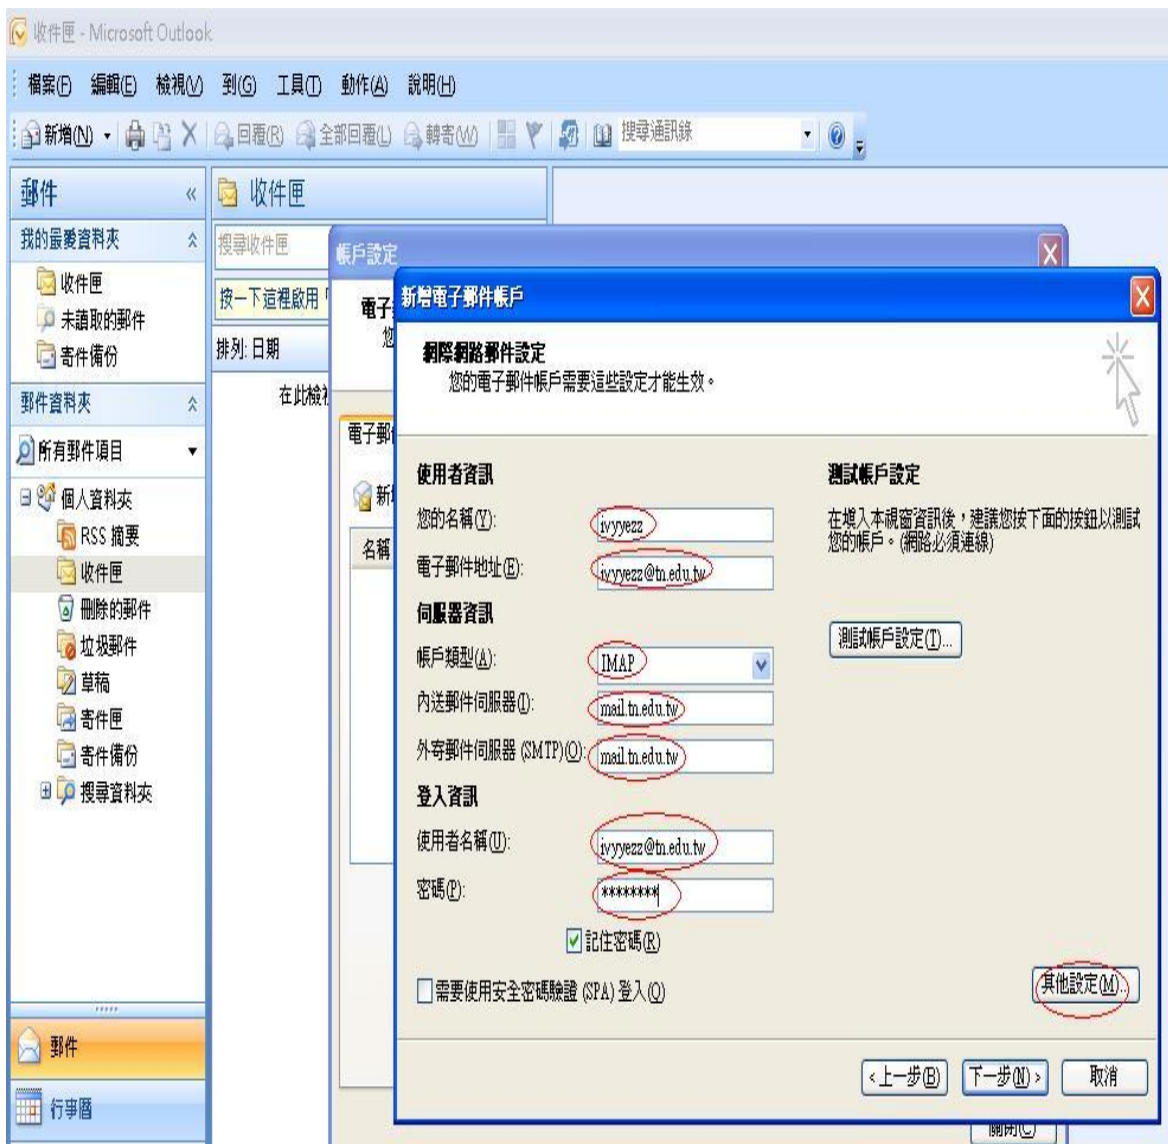 收件匣 - Microsoft Outlook
檔案(F) 編輯(E) 檢視(V) 到(G) 工具(T) 動作(A) 說明(H)
新增(N) 回覆(R) 全部回覆(L) 轉寄(W) 搜尋通訊錄
郵件 «
我的最愛資料夾
收件匣
未讀取的郵件
寄件備份
郵件資料夾
所有郵件項目
個人資料夾
RSS 摘要
收件匣
刪除的郵件
垃圾郵件
草稿
寄件匣
寄件備份
搜尋資料夾
郵件
行事曆
收件匣
搜尋收件匣
按一下這裡啟用
排列: 日期
在此檢視
帳戶設定
電子
您
電子郵
新
名稱
新增電子郵件帳戶
網際網路郵件設定
您的電子郵件帳戶需要這些設定才能生效。
使用者資訊
您的名稱(Y): ivyyezz
電子郵件地址(E): ivyyezz@tn.edu.tw
伺服器資訊
帳戶類型(A): IMAP
內送郵件伺服器(I): mail.tn.edu.tw
外寄郵件伺服器 (SMTP)(O): mail.tn.edu.tw
登入資訊
使用者名稱(U): ivyyezz@tn.edu.tw
密碼(P): ********
記住密碼(R)
需要使用安全密碼驗證 (SPA) 登入(Q)
測試帳戶設定
在填入本視窗資訊後，建議您按下面的按鈕以測試
您的帳戶。(網路必須連線)
測試帳戶設定(T)...
其他設定(M)...
< 上一步(B) 下一步(N) > 取消
關閉(C)